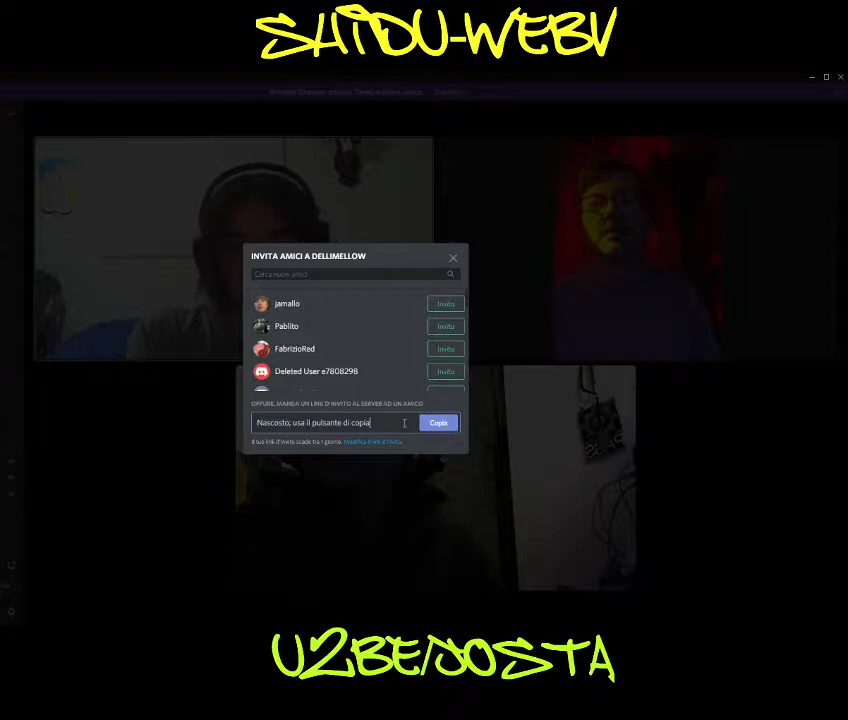 SHIDU-WEBV
INVITA AMICI A DELLIMELLOW
Cerca nuovi amici
jamallo
Invito
Pablito
Invito
FabrizioRed
Invito
Deleted User e7808298
Invito
OPPURE, MANDA UN LINK D'INVITO AL SERVER AD UN AMICO
Nascosto; usa il pulsante di copia
Copia
Il tuo link d'invito scade tra 1 giorno. Modifica il link d'invito.